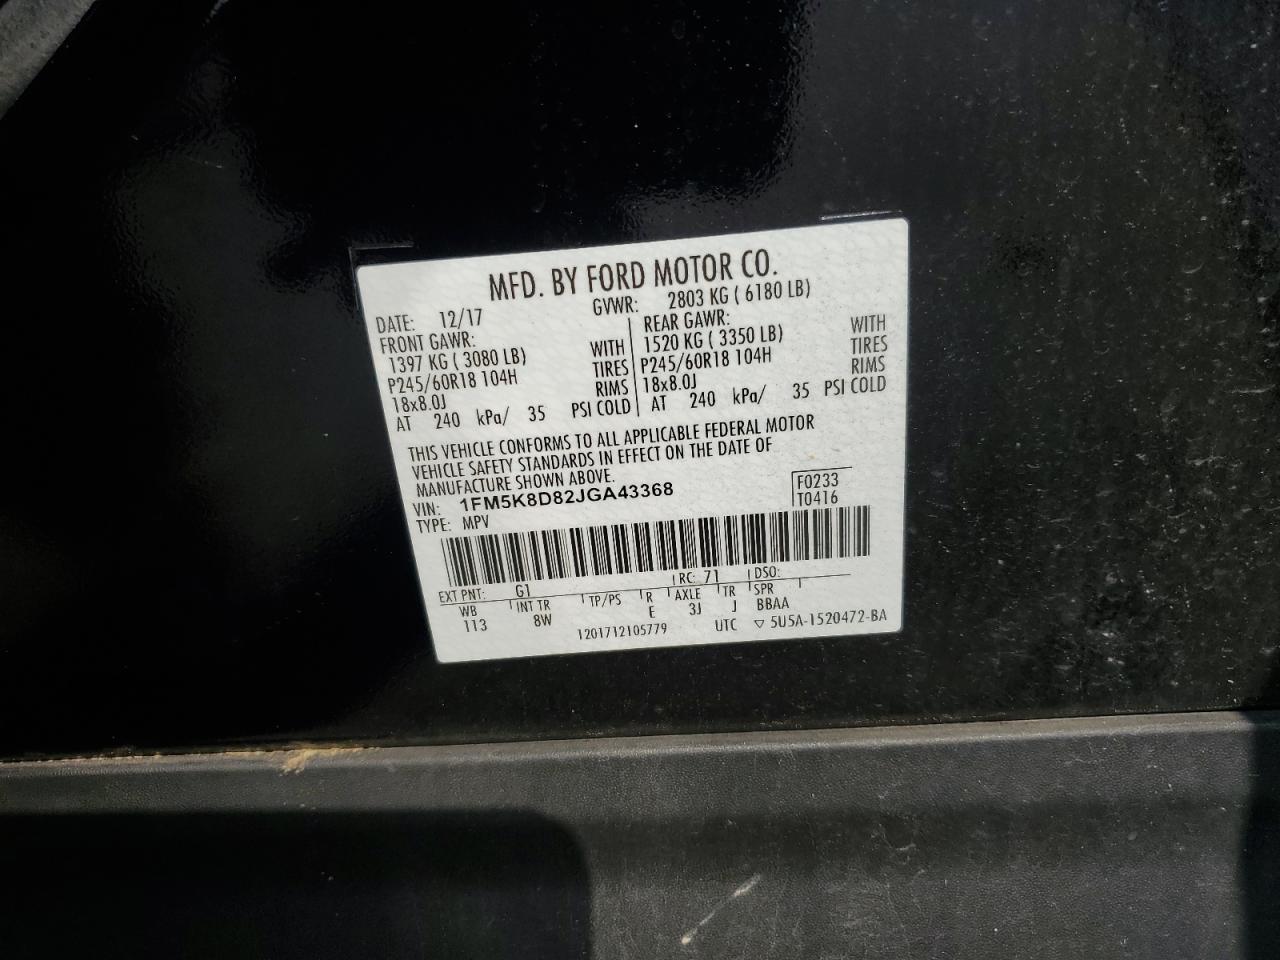 MFD. BY FORD MOTOR CO.
DATE: 12/17 GVWR: 2803 KG ( 6180 LB)
FRONT GAWR: REAR GAWR:
1397 KG ( 3080 LB) WITH 1520 KG ( 3350 LB) WITH
P245/60R18 104H TIRES P245/60R18 104H TIRES
18x8.0J RIMS 18x8.0J RIMS
AT 240 kPa/ 35 PSI COLD AT 240 kPa/ 35 PSI COLD
THIS VEHICLE CONFORMS TO ALL APPLICABLE FEDERAL MOTOR
VEHICLE SAFETY STANDARDS IN EFFECT ON THE DATE OF
MANUFACTURE SHOWN ABOVE.
VIN: 1FM5K8D82JGA43368 F0233
TYPE: MPV T0416
EXT PNT: G1 RC: 71 DSO:
WB INT TR TP/PS R AXLE TR SPR
113 8W E 3J J BBAA
1201712105779 UTC ▽ 5U5A-1520472-BA